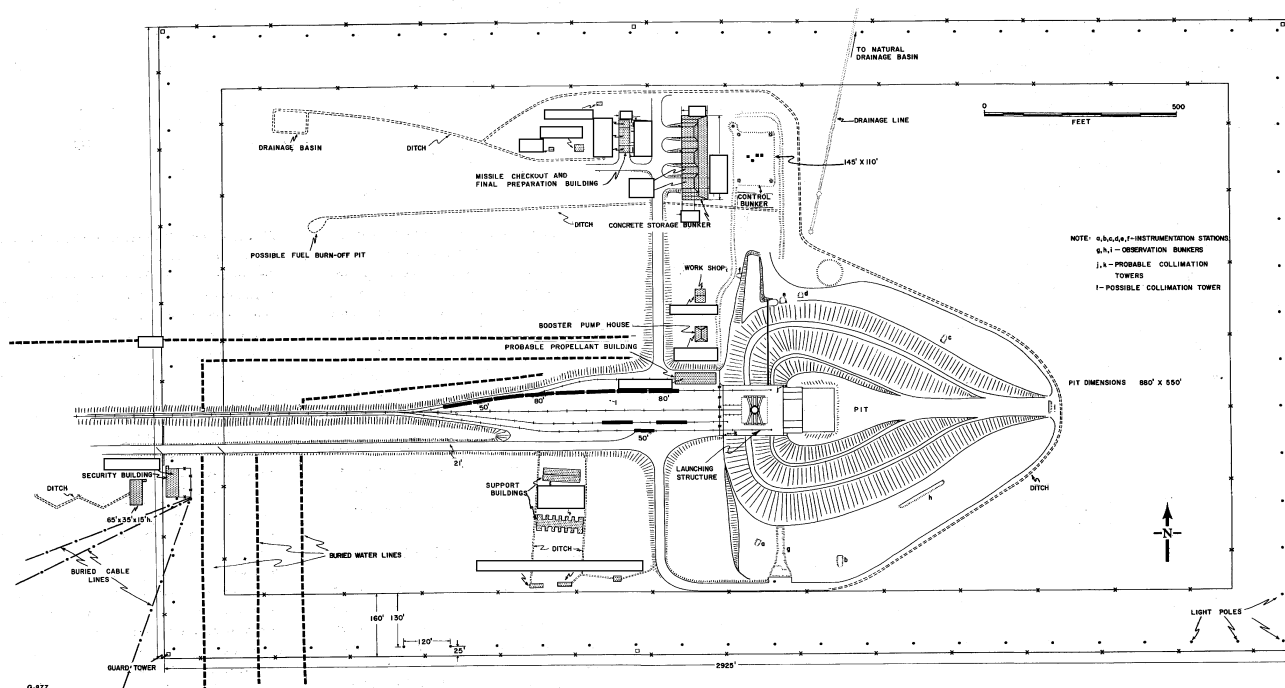 TO NATURAL
DRAINAGE BASIN
0 500
FEET
DRAINAGE LINE
DRAINAGE BASIN
DITCH
145' X 110'
MISSILE CHECKOUT AND
FINAL PREPARATION BUILDING
CONTROL
BUNKER
DITCH
CONCRETE STORAGE BUNKER
POSSIBLE FUEL BURN-OFF PIT
NOTE: a,b,c,d,e,f-INSTRUMENTATION STATIONS
g,h,i - OBSERVATION BUNKERS
j,k - PROBABLE COLLIMATION
TOWERS
l - POSSIBLE COLLIMATION TOWER
WORK SHOP
d
BOOSTER PUMP HOUSE
PROBABLE PROPELLANT BUILDING
c
PIT DIMENSIONS 880' X 550'
50'
80'
80'
PIT
50'
21'
SECURITY BUILDING
LAUNCHING
STRUCTURE
DITCH
SUPPORT
BUILDINGS
DITCH
h
65'x35'x15'h.
DITCH
a
g
b
N
BURIED WATER LINES
BURIED CABLE
LINES
160' 130'
LIGHT POLES
120'
25'
GUARD TOWER
2925'
G-877